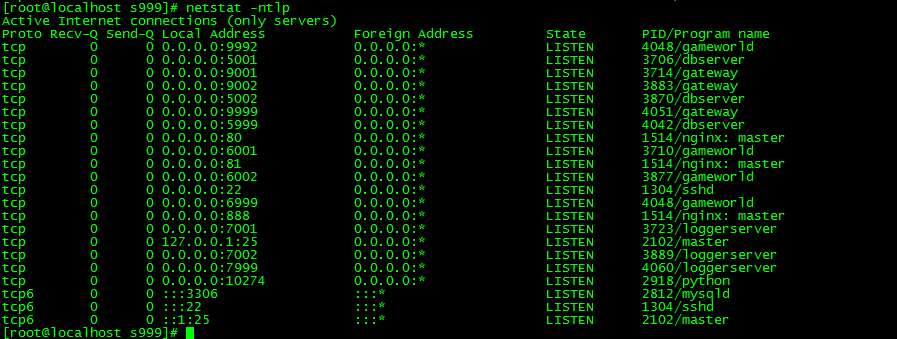 [root@localhost s999]# netstat -ntlp
Active Internet connections (only servers)
Proto Recv-Q Send-Q Local Address           Foreign Address         State       PID/Program name
tcp        0      0 0.0.0.0:9992            0.0.0.0:*               LISTEN      4048/gameworld
tcp        0      0 0.0.0.0:5001            0.0.0.0:*               LISTEN      3706/dbserver
tcp        0      0 0.0.0.0:9001            0.0.0.0:*               LISTEN      3714/gateway
tcp        0      0 0.0.0.0:9002            0.0.0.0:*               LISTEN      3883/gateway
tcp        0      0 0.0.0.0:5002            0.0.0.0:*               LISTEN      3870/dbserver
tcp        0      0 0.0.0.0:9999            0.0.0.0:*               LISTEN      4051/gateway
tcp        0      0 0.0.0.0:5999            0.0.0.0:*               LISTEN      4042/dbserver
tcp        0      0 0.0.0.0:80              0.0.0.0:*               LISTEN      1514/nginx: master
tcp        0      0 0.0.0.0:6001            0.0.0.0:*               LISTEN      3710/gameworld
tcp        0      0 0.0.0.0:81              0.0.0.0:*               LISTEN      1514/nginx: master
tcp        0      0 0.0.0.0:6002            0.0.0.0:*               LISTEN      3877/gameworld
tcp        0      0 0.0.0.0:22              0.0.0.0:*               LISTEN      1304/sshd
tcp        0      0 0.0.0.0:6999            0.0.0.0:*               LISTEN      4048/gameworld
tcp        0      0 0.0.0.0:888             0.0.0.0:*               LISTEN      1514/nginx: master
tcp        0      0 0.0.0.0:7001            0.0.0.0:*               LISTEN      3723/loggerserver
tcp        0      0 127.0.0.1:25            0.0.0.0:*               LISTEN      2102/master
tcp        0      0 0.0.0.0:7002            0.0.0.0:*               LISTEN      3889/loggerserver
tcp        0      0 0.0.0.0:7999            0.0.0.0:*               LISTEN      4060/loggerserver
tcp        0      0 0.0.0.0:10274           0.0.0.0:*               LISTEN      2918/python
tcp6       0      0 :::3306                 :::*                    LISTEN      2812/mysqld
tcp6       0      0 :::22                   :::*                    LISTEN      1304/sshd
tcp6       0      0 ::1:25                  :::*                    LISTEN      2102/master
[root@localhost s999]#